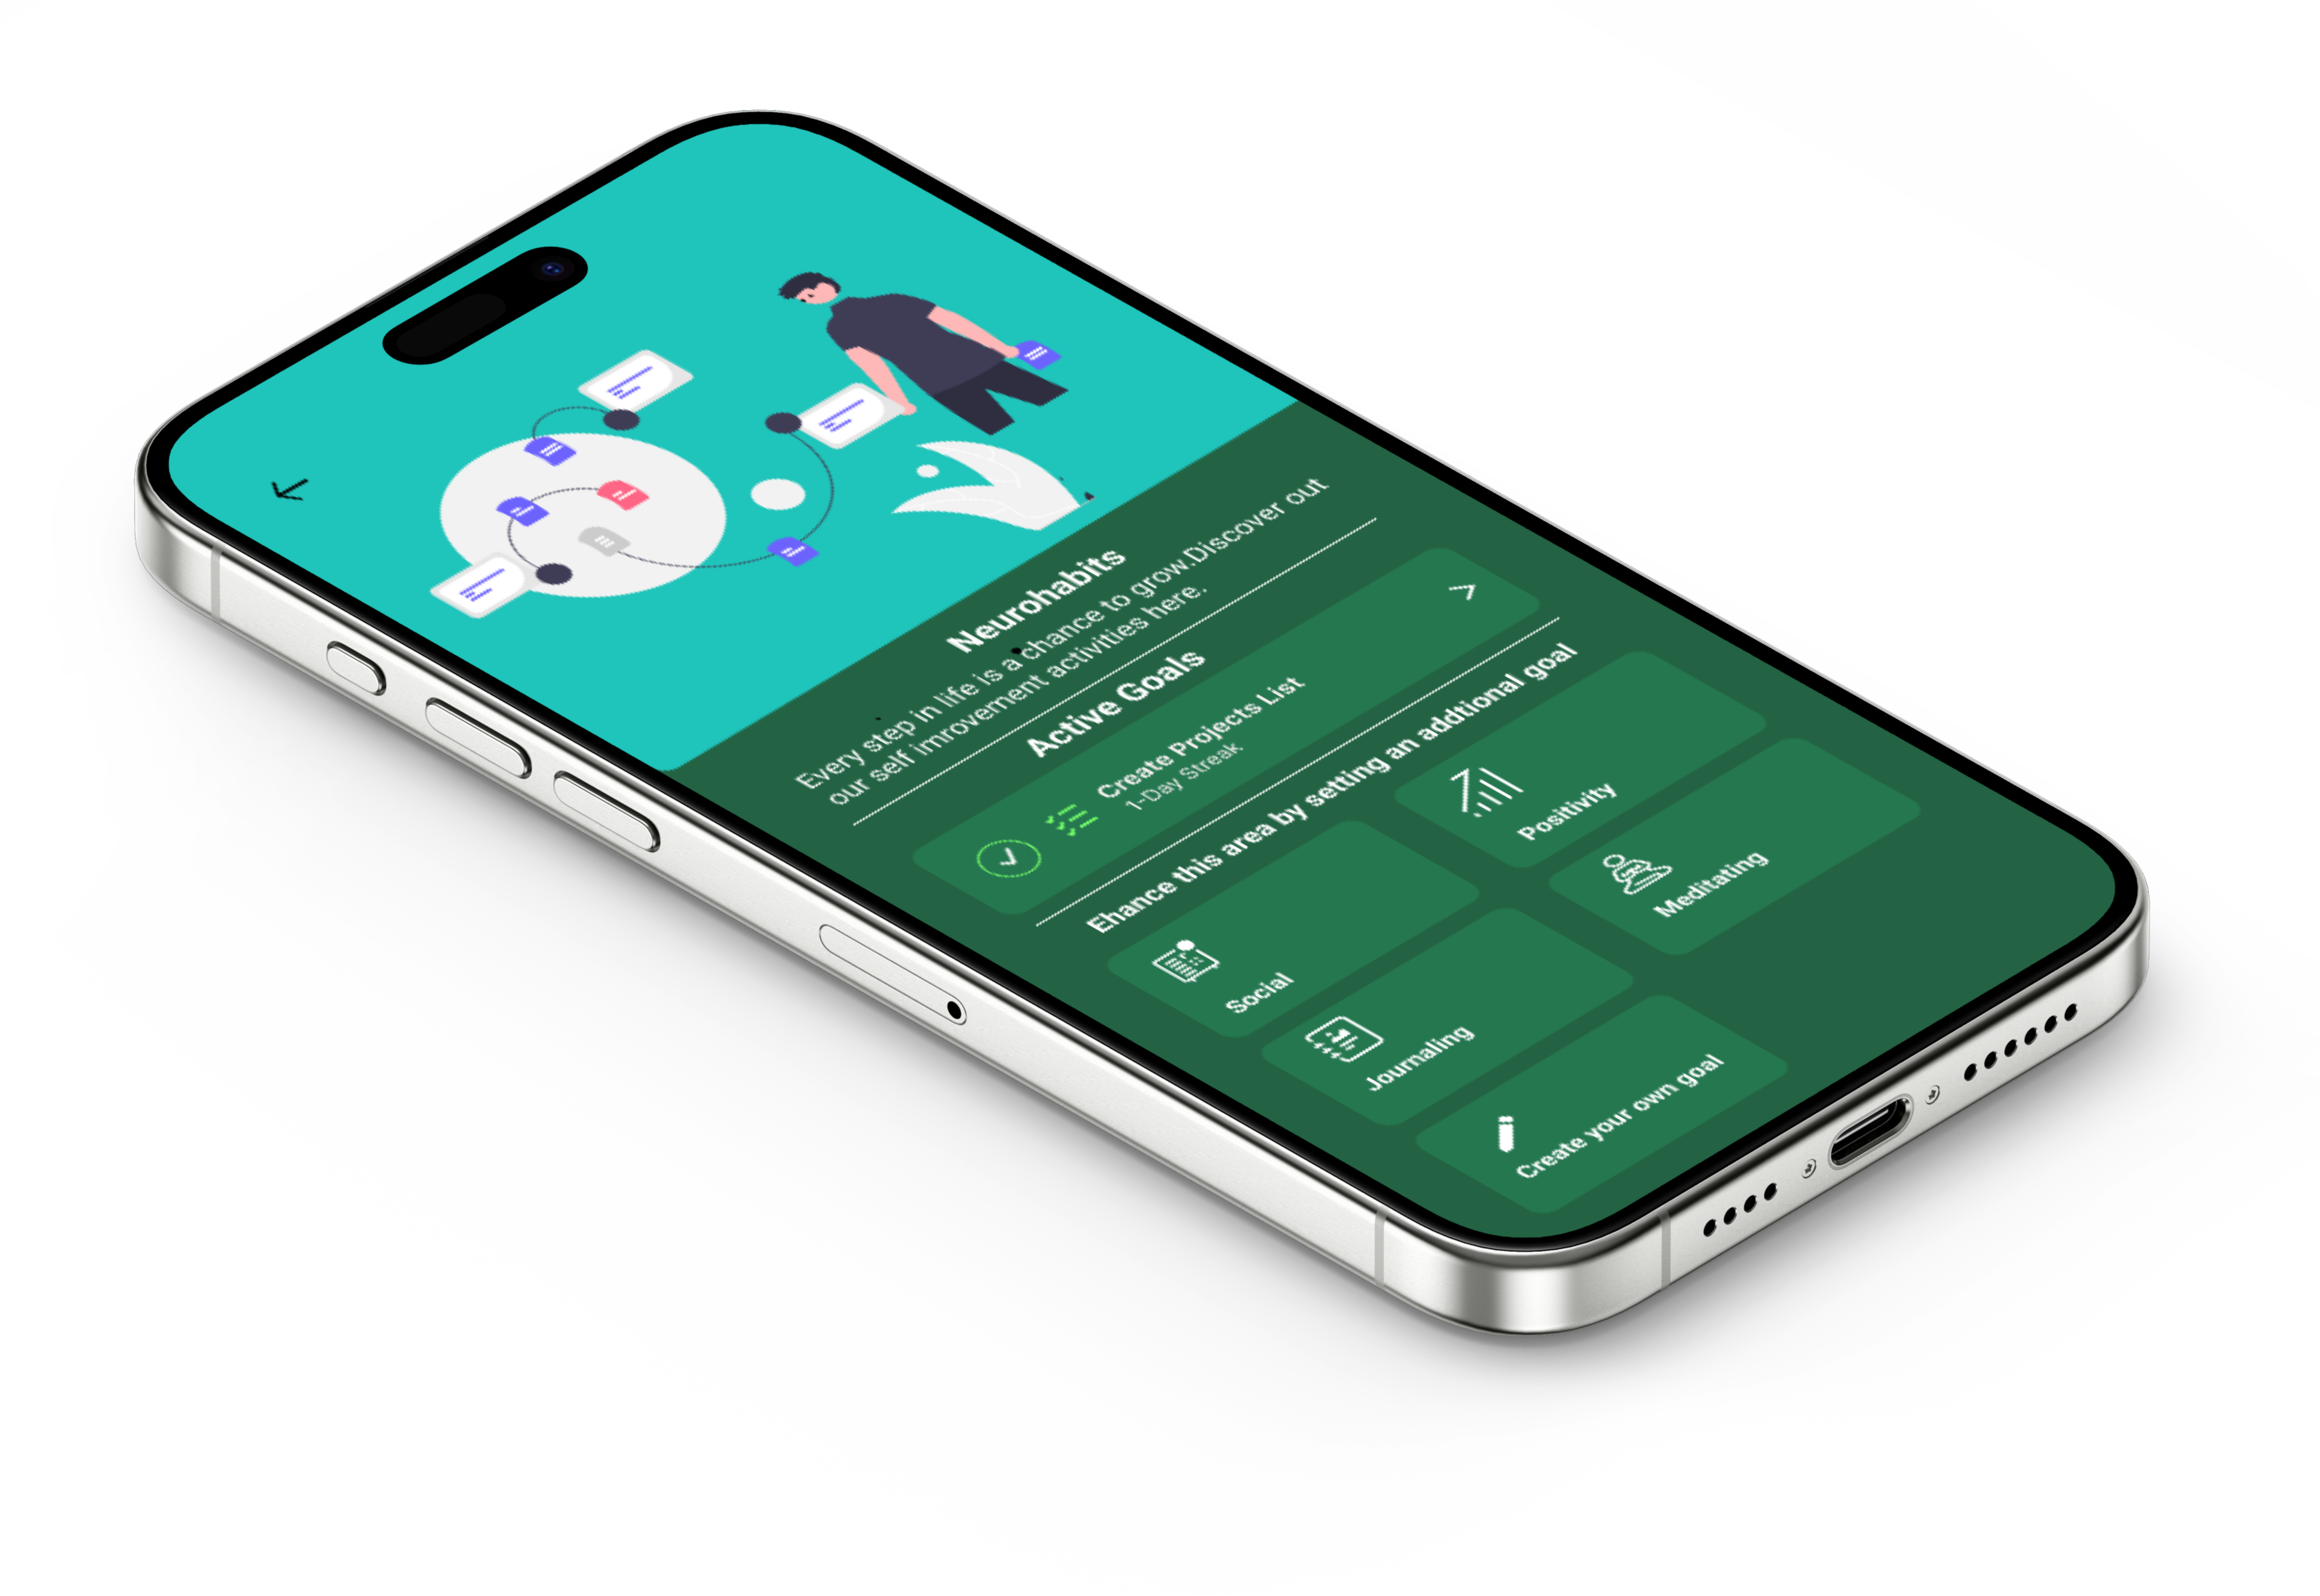 Neurohabits
Every step in life is a chance to grow.Discover out
our self imrovement activities here.
Active Goals
Create Projects List
1-Day Streak
Ehance this area by setting an addtional goal
Social
Positivity
Journaling
Meditating
Create your own goal